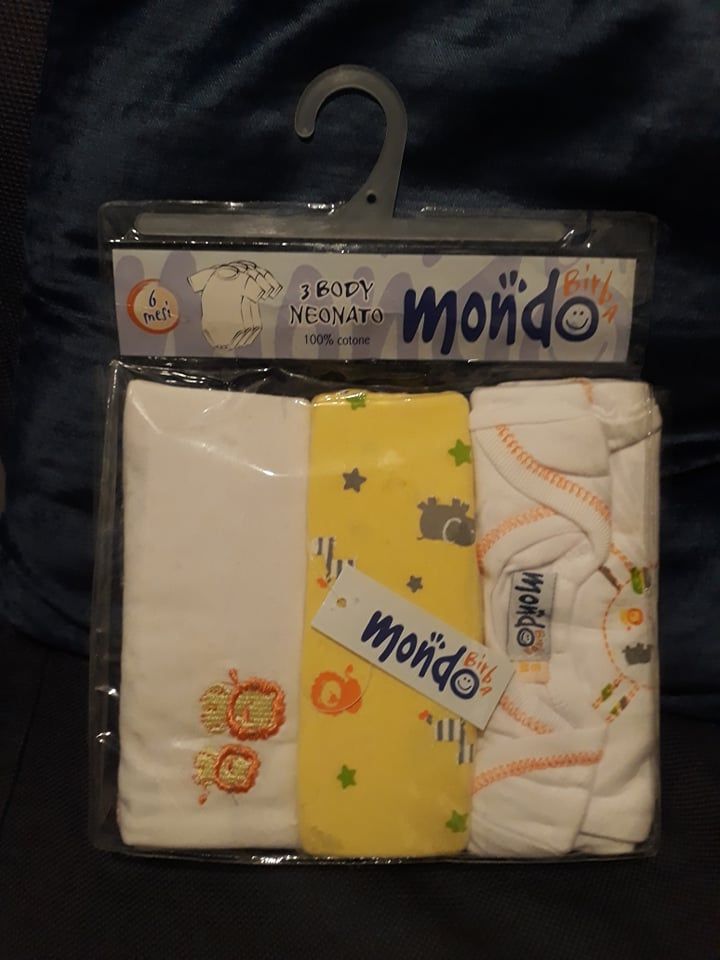 6
mesi
3 BODY
NEONATO
100% cotone
mondo
Birba
mondo
Birba
mondo
Birba